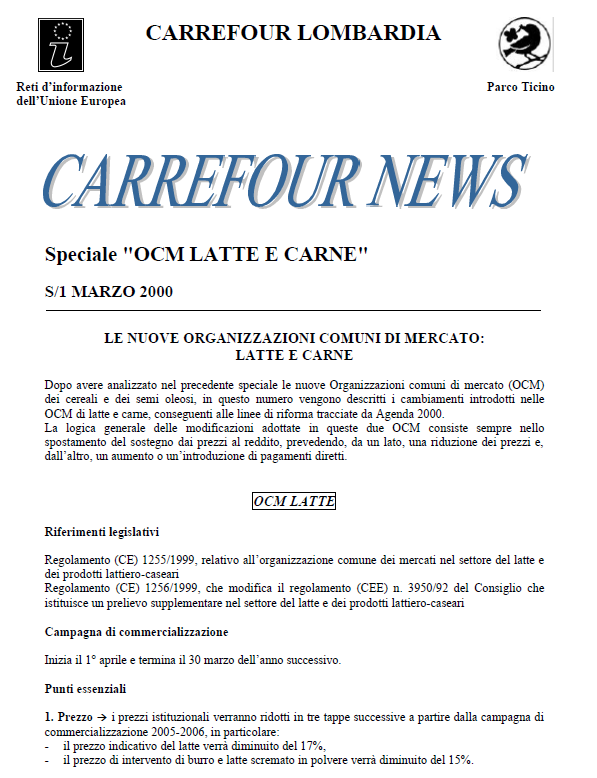 CARREFOUR LOMBARDIA
Reti d'informazione
dell'Unione Europea
Parco Ticino
CARREFOUR NEWS
Speciale "OCM LATTE E CARNE"
S/1 MARZO 2000
LE NUOVE ORGANIZZAZIONI COMUNI DI MERCATO:
LATTE E CARNE
Dopo avere analizzato nel precedente speciale le nuove Organizzazioni comuni di mercato (OCM)
dei cereali e dei semi oleosi, in questo numero vengono descritti i cambiamenti introdotti nelle
OCM di latte e carne, conseguenti alle linee di riforma tracciate da Agenda 2000.
La logica generale delle modificazioni adottate in queste due OCM consiste sempre nello
spostamento del sostegno dai prezzi al reddito, prevedendo, da un lato, una riduzione dei prezzi e,
dall'altro, un aumento o un'introduzione di pagamenti diretti.
OCM LATTE
Riferimenti legislativi
Regolamento (CE) 1255/1999, relativo all'organizzazione comune dei mercati nel settore del latte e
dei prodotti lattiero-caseari
Regolamento (CE) 1256/1999, che modifica il regolamento (CEE) n. 3950/92 del Consiglio che
istituisce un prelievo supplementare nel settore del latte e dei prodotti lattiero-caseari
Campagna di commercializzazione
Inizia il 1° aprile e termina il 30 marzo dell'anno successivo.
Punti essenziali
1. Prezzo → i prezzi istituzionali verranno ridotti in tre tappe successive a partire dalla campagna di
commercializzazione 2005-2006, in particolare:
- il prezzo indicativo del latte verrà diminuito del 17%,
- il prezzo di intervento di burro e latte scremato in polvere verrà diminuito del 15%.